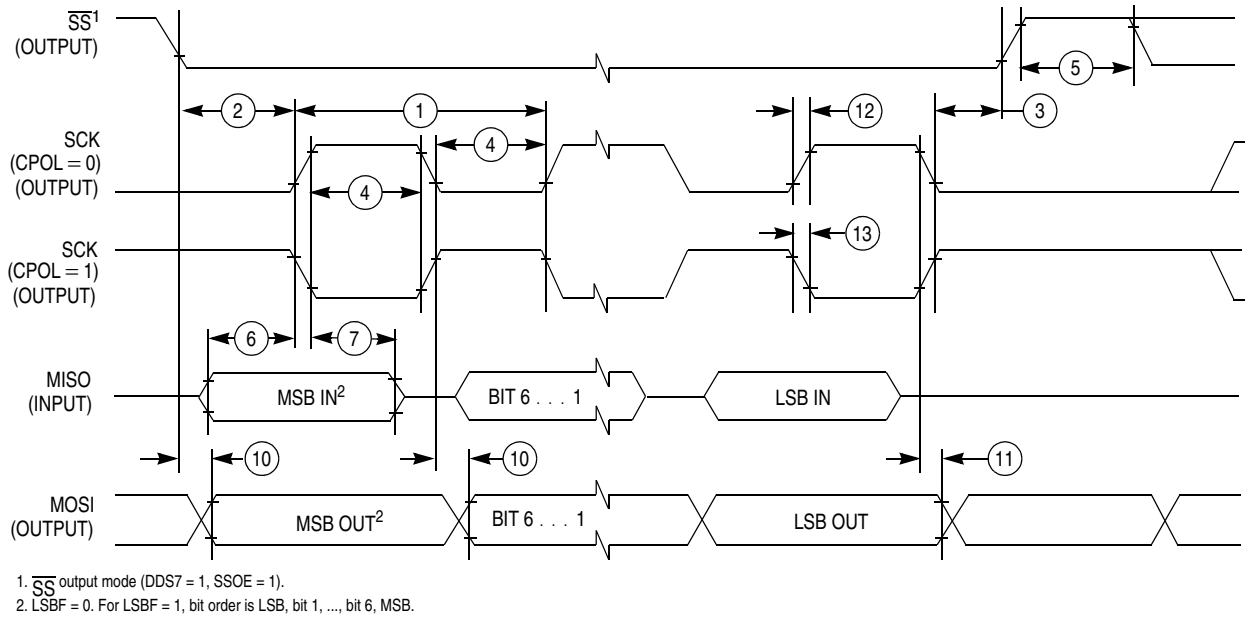 SS¹
(OUTPUT)
5
2
1
12
3
SCK
(CPOL = 0)
(OUTPUT)
4
4
SCK
(CPOL = 1)
(OUTPUT)
13
6
7
MISO
(INPUT)
MSB IN²
BIT 6 . . . 1
LSB IN
10
10
11
MOSI
(OUTPUT)
MSB OUT²
BIT 6 . . . 1
LSB OUT
1. SS output mode (DDS7 = 1, SSOE = 1).
2. LSBF = 0. For LSBF = 1, bit order is LSB, bit 1, ..., bit 6, MSB.